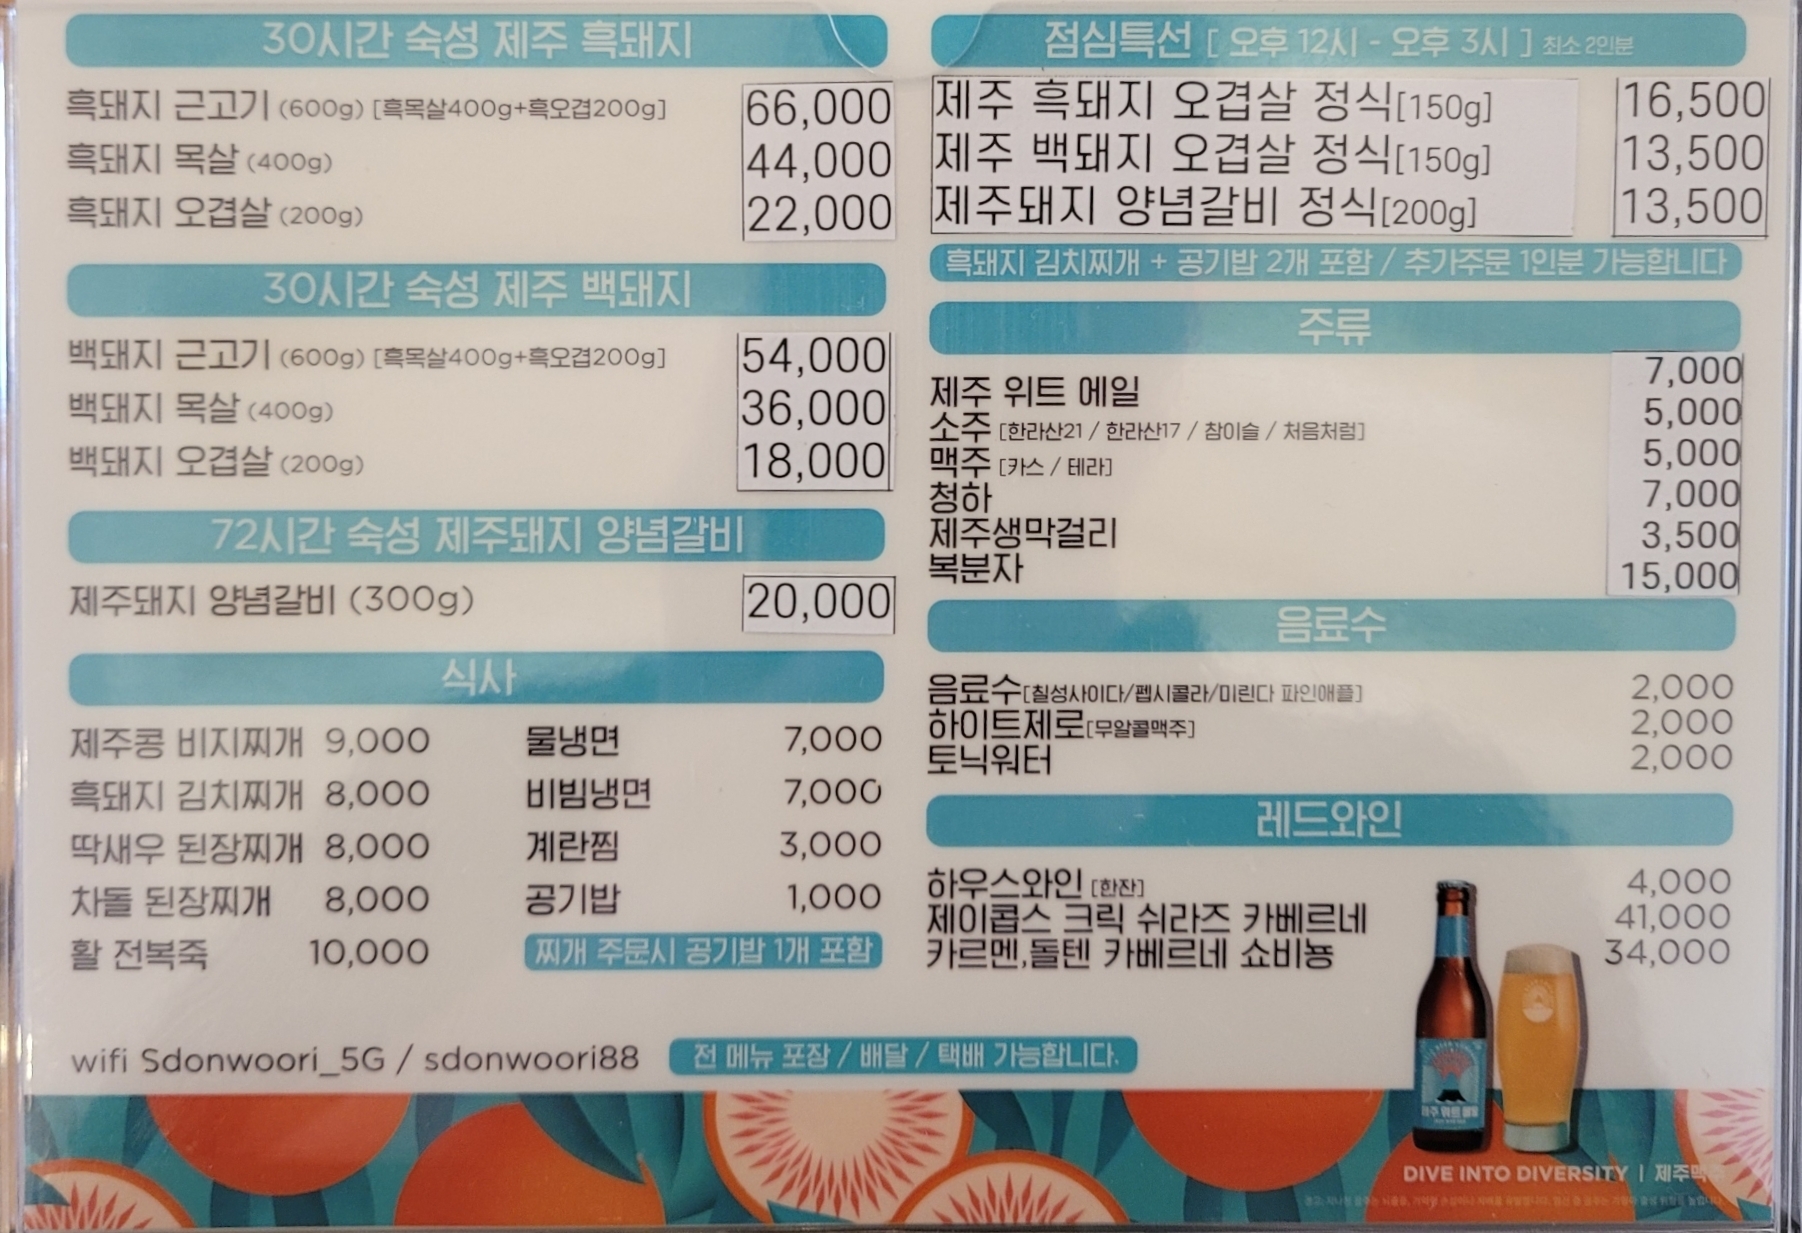 30시간 숙성 제주 흑돼지
흑돼지 근고기 (600g) [흑목살400g+흑오겹200g] 66,000
흑돼지 목살 (400g) 44,000
흑돼지 오겹살 (200g) 22,000
30시간 숙성 제주 백돼지
백돼지 근고기 (600g) [흑목살400g+흑오겹200g] 54,000
백돼지 목살 (400g) 36,000
백돼지 오겹살 (200g) 18,000
72시간 숙성 제주돼지 양념갈비
제주돼지 양념갈비 (300g) 20,000
식사
제주콩 비지찌개 9,000 물냉면 7,000
흑돼지 김치찌개 8,000 비빔냉면 7,000
딱새우 된장찌개 8,000 계란찜 3,000
차돌 된장찌개 8,000 공기밥 1,000
활 전복죽 10,000 찌개 주문시 공기밥 1개 포함
점심특선 [ 오후 12시 - 오후 3시 ] 최소 2인분
제주 흑돼지 오겹살 정식[150g] 16,500
제주 백돼지 오겹살 정식[150g] 13,500
제주돼지 양념갈비 정식[200g] 13,500
흑돼지 김치찌개 + 공기밥 2개 포함 / 추가주문 1인분 가능합니다
주류
제주 위트 에일 7,000
소주 [한라산21 / 한라산17 / 참이슬 / 처음처럼] 5,000
맥주 [카스 / 테라] 5,000
청하 7,000
제주생막걸리 3,500
복분자 15,000
음료수
음료수[칠성사이다/펩시콜라/미린다 파인애플] 2,000
하이트제로[무알콜맥주] 2,000
토닉워터 2,000
레드와인
하우스와인 [한잔] 4,000
제이콥스 크릭 쉬라즈 카베르네 41,000
카르멘,돌텐 카베르네 쇼비뇽 34,000
wifi Sdonwoori_5G / sdonwoori88 전 메뉴 포장 / 배달 / 택배 가능합니다.
제주 위트 에일
DIVE INTO DIVERSITY | 제주맥주